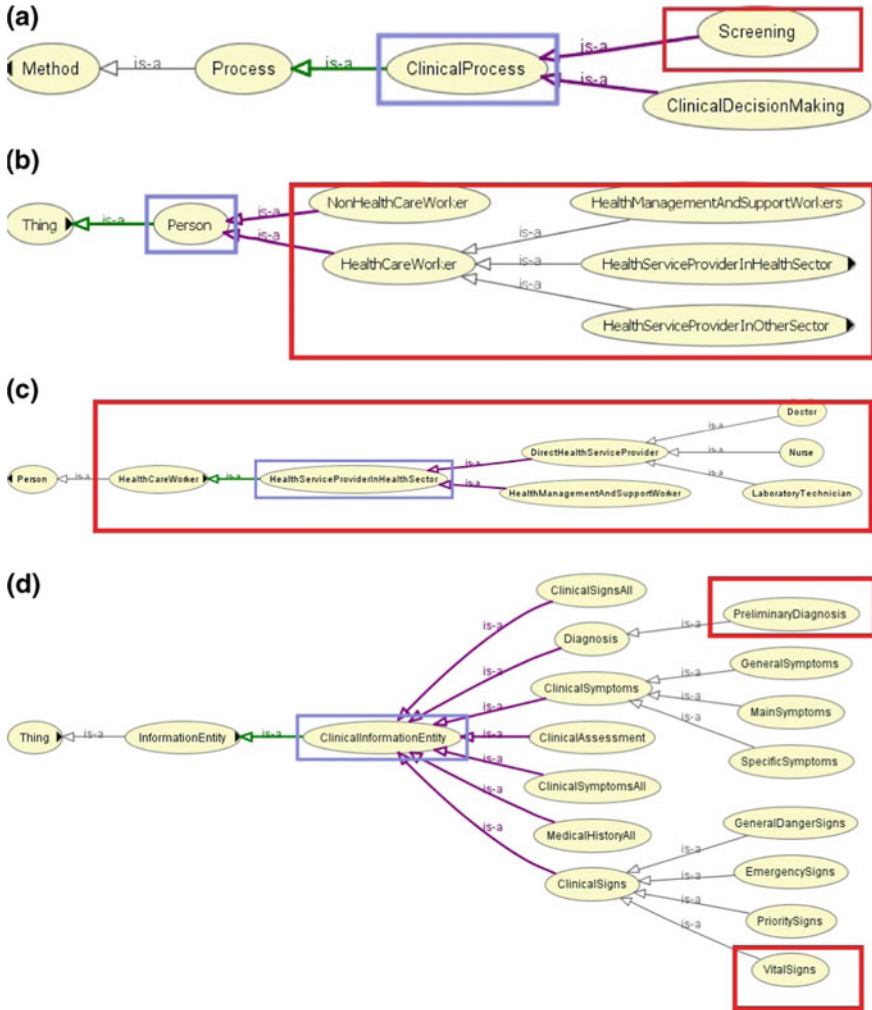 (a)
Method
is-a
Process
is-a
ClinicalProcess
is-a
Screening
is-a
ClinicalDecisionMaking
(b)
Thing
is-a
Person
is-a
NonHealthCareWorker
is-a
HealthCareWorker
is-a
HealthManagementAndSupportWorkers
is-a
HealthServiceProviderInHealthSector
is-a
HealthServiceProviderInOtherSector
(c)
Person
is-a
HealthCareWorker
is-a
HealthServiceProviderInHealthSector
is-a
DirectHealthServiceProvider
is-a
HealthManagementAndSupportWorker
is-a
Doctor
is-a
Nurse
is-a
LaboratoryTechnician
(d)
Thing
is-a
InformationEntity
is-a
ClinicalInformationEntity
is-a
ClinicalSignsAll
is-a
Diagnosis
is-a
PreliminaryDiagnosis
is-a
ClinicalSymptoms
is-a
GeneralSymptoms
is-a
MainSymptoms
is-a
SpecificSymptoms
is-a
ClinicalAssessment
is-a
ClinicalSymptomsAll
is-a
MedicalHistoryAll
is-a
ClinicalSigns
is-a
GeneralDangerSigns
is-a
EmergencySigns
is-a
PrioritySigns
is-a
VitalSigns